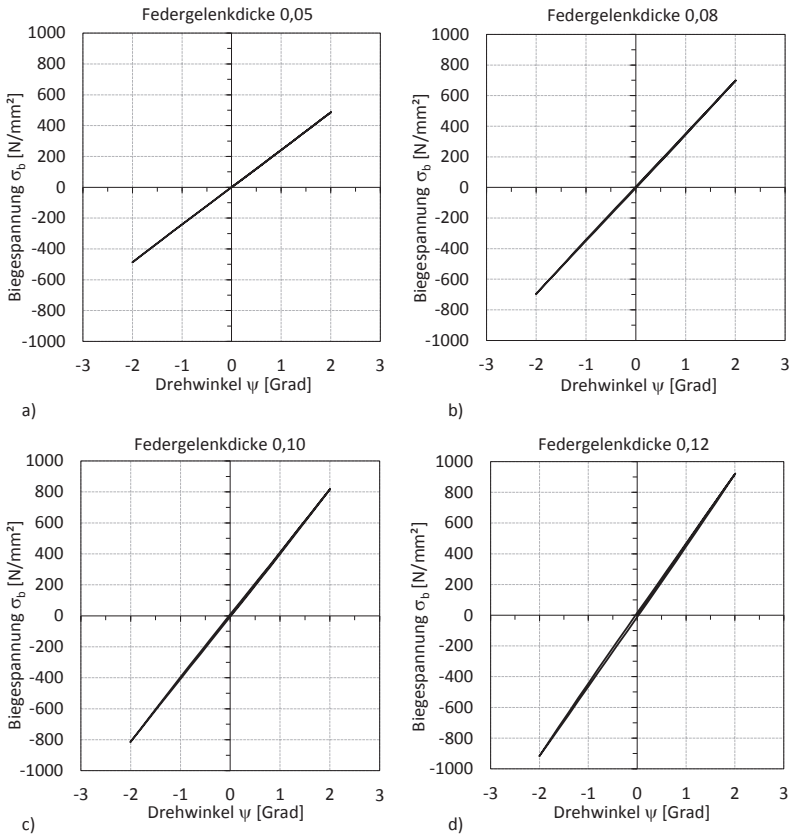 Federgelenkdicke 0,05
Biegespannung σb [N/mm²]
1000
800
600
400
200
0
-200
-400
-600
-800
-1000
-3 -2 -1 0 1 2 3
Drehwinkel ψ [Grad]
a)
Federgelenkdicke 0,08
Biegespannung σb [N/mm²]
1000
800
600
400
200
0
-200
-400
-600
-800
-1000
-3 -2 -1 0 1 2 3
Drehwinkel ψ [Grad]
b)
Federgelenkdicke 0,10
Biegespannung σb [N/mm²]
1000
800
600
400
200
0
-200
-400
-600
-800
-1000
-3 -2 -1 0 1 2 3
Drehwinkel ψ [Grad]
c)
Federgelenkdicke 0,12
Biegespannung σb [N/mm²]
1000
800
600
400
200
0
-200
-400
-600
-800
-1000
-3 -2 -1 0 1 2 3
Drehwinkel ψ [Grad]
d)